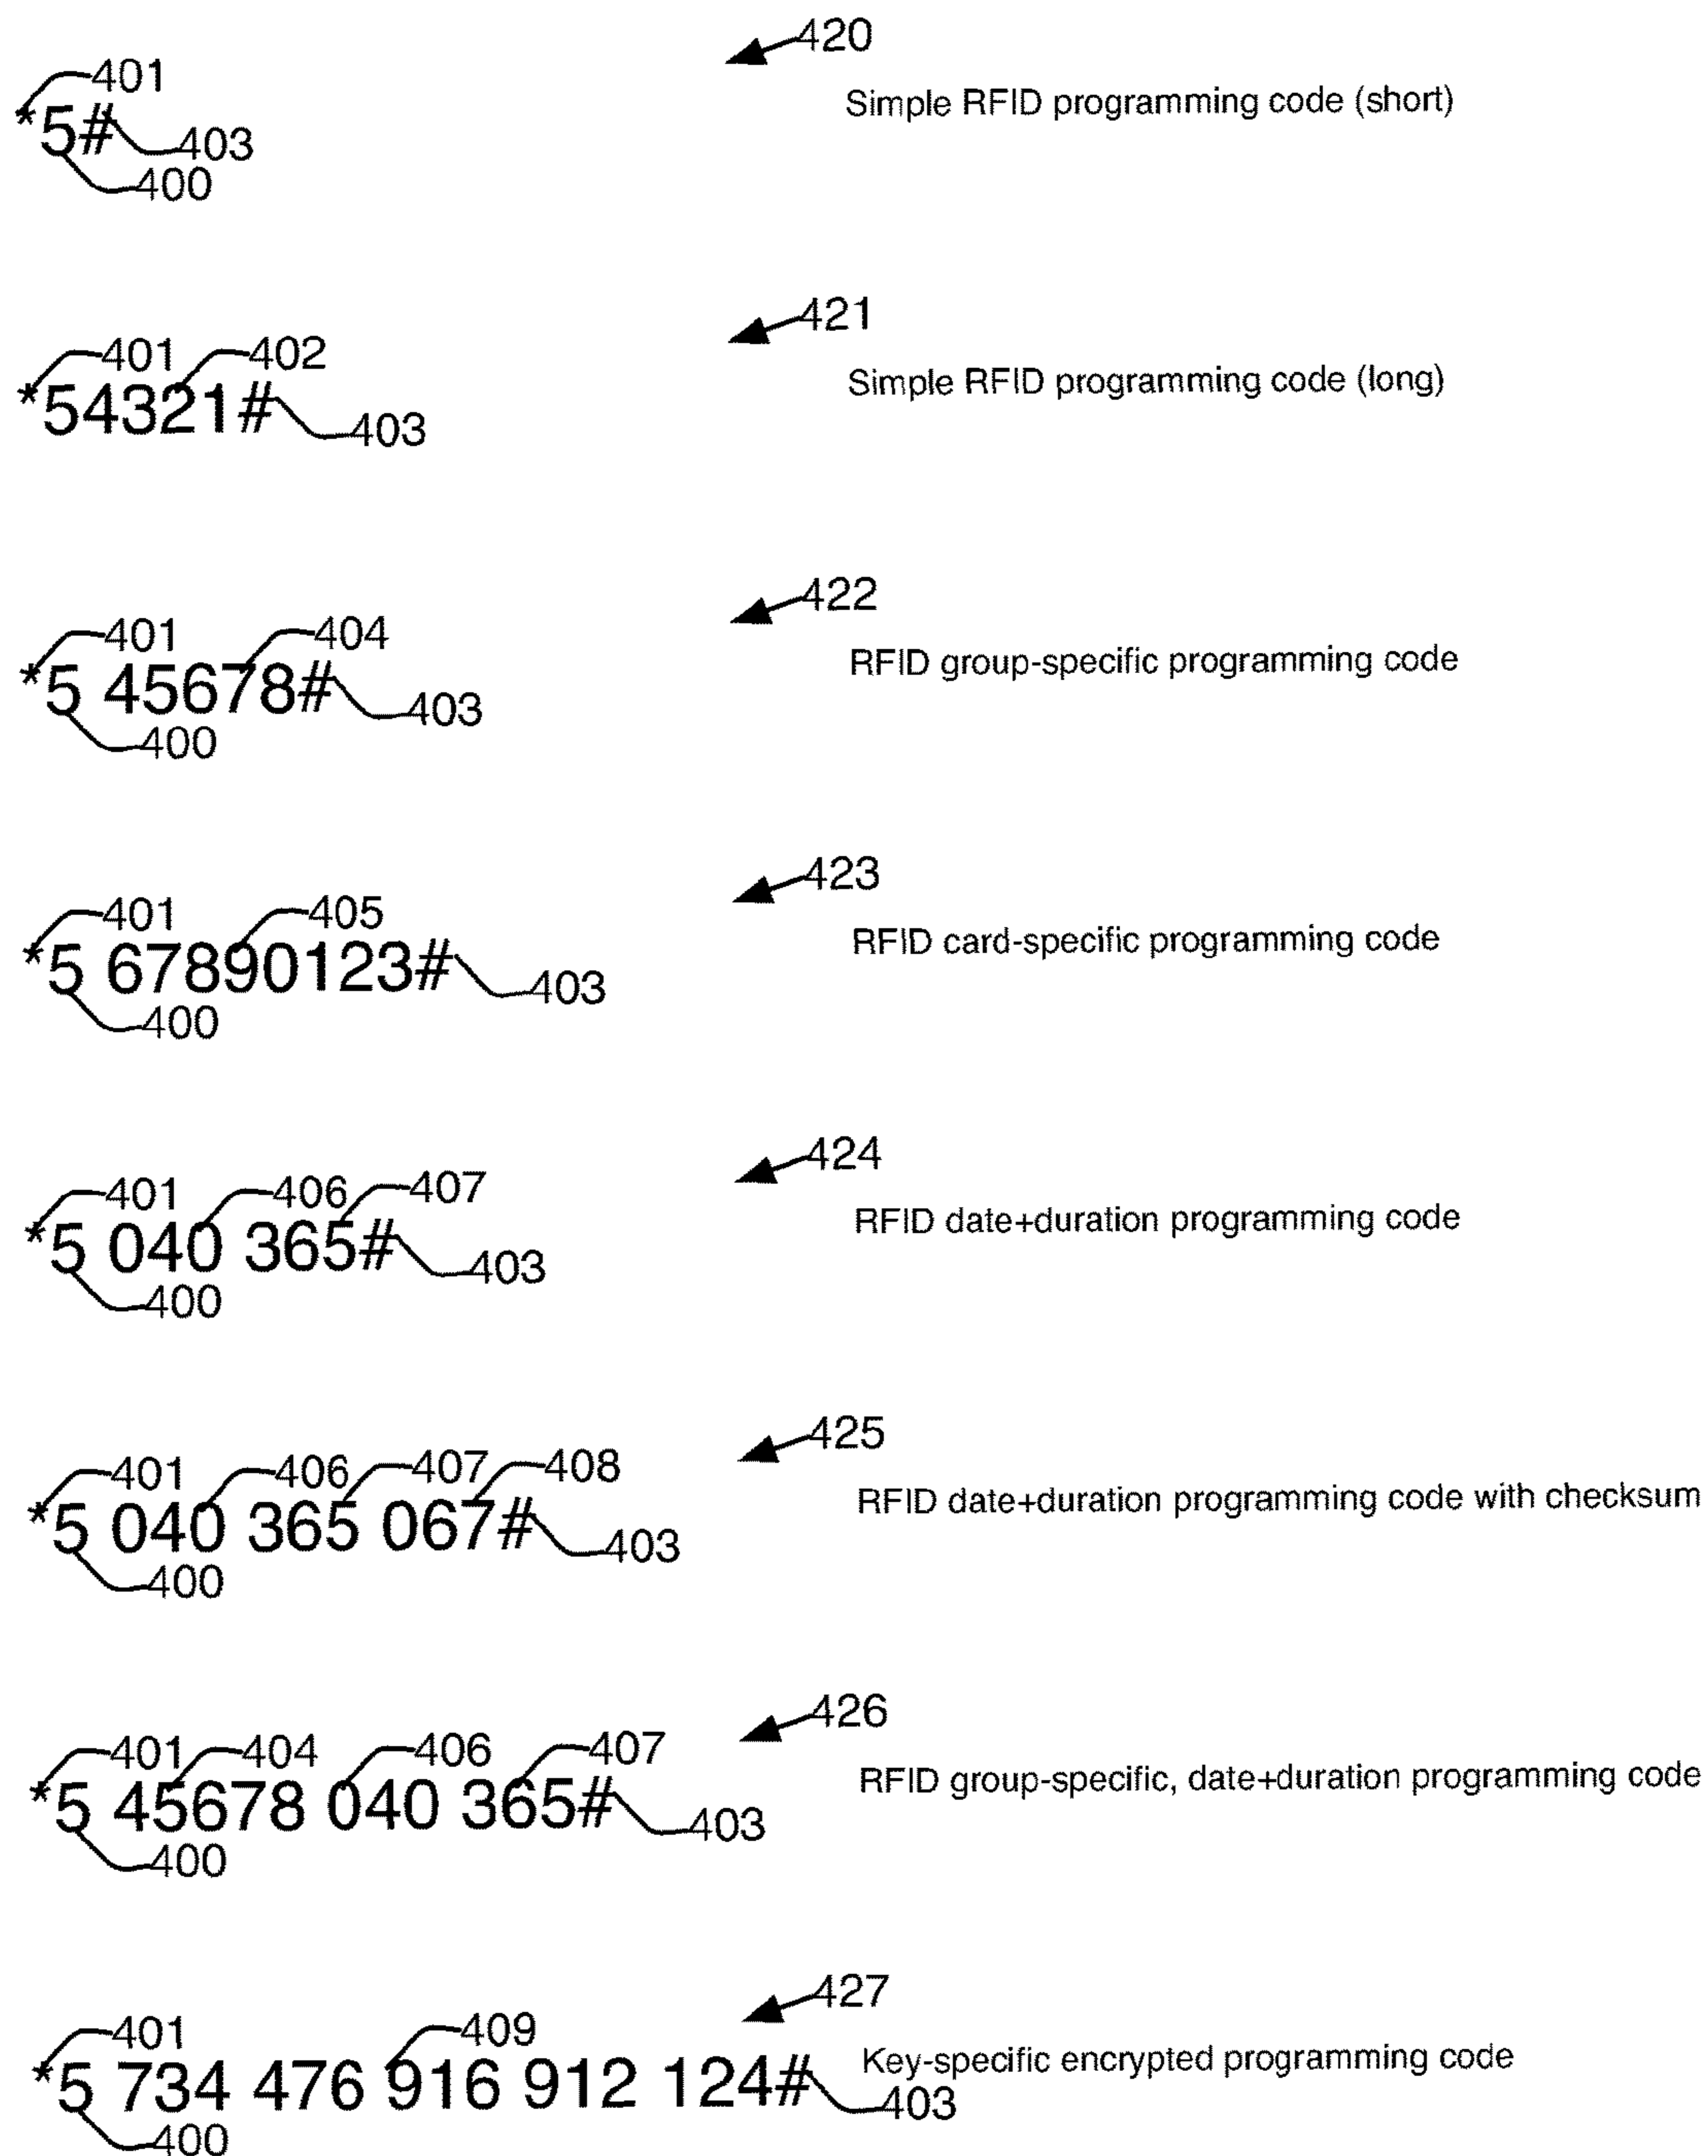 420
401
Simple RFID programming code (short)
*5#
403
400
421
401 402
Simple RFID programming code (long)
*54321#
403
422
401 404
RFID group-specific programming code
*5 45678#
403
400
423
401 405
RFID card-specific programming code
*5 67890123#
403
400
424
401 406 407
RFID date+duration programming code
*5 040 365#
403
400
425
401 406 407 408
RFID date+duration programming code with checksum
*5 040 365 067#
403
400
426
401 404 406 407
RFID group-specific, date+duration programming code
*5 45678 040 365#
403
400
427
401 409
Key-specific encrypted programming code
*5 734 476 916 912 124#
403
400